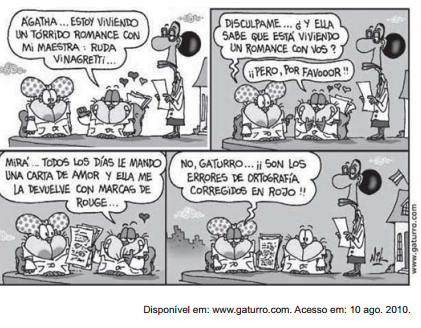 ÁGATHA... ESTOY VIVIENDO
UN TÓRRIDO ROMANCE CON
MI MAESTRA: RUDA
VINAGRETTI...
DISCULPAME... ¿Y ELLA
SABE QUE ESTÁ VIVIENDO
UN ROMANCE CON VOS?
¡¡PERO, POR FAVOOOR!!
MIRÁ... TODOS LOS DÍAS LE MANDO
UNA CARTA DE AMOR Y ELLA ME
LA DEVUELVE CON MARCAS DE
ROUGE...
NO, GATURRO... ¡¡SON LOS
ERRORES DE ORTOGRAFÍA
CORREGIDOS EN ROJO!!
NIK
www.gaturro.com
Disponível em: www.gaturro.com. Acesso em: 10 ago. 2010.